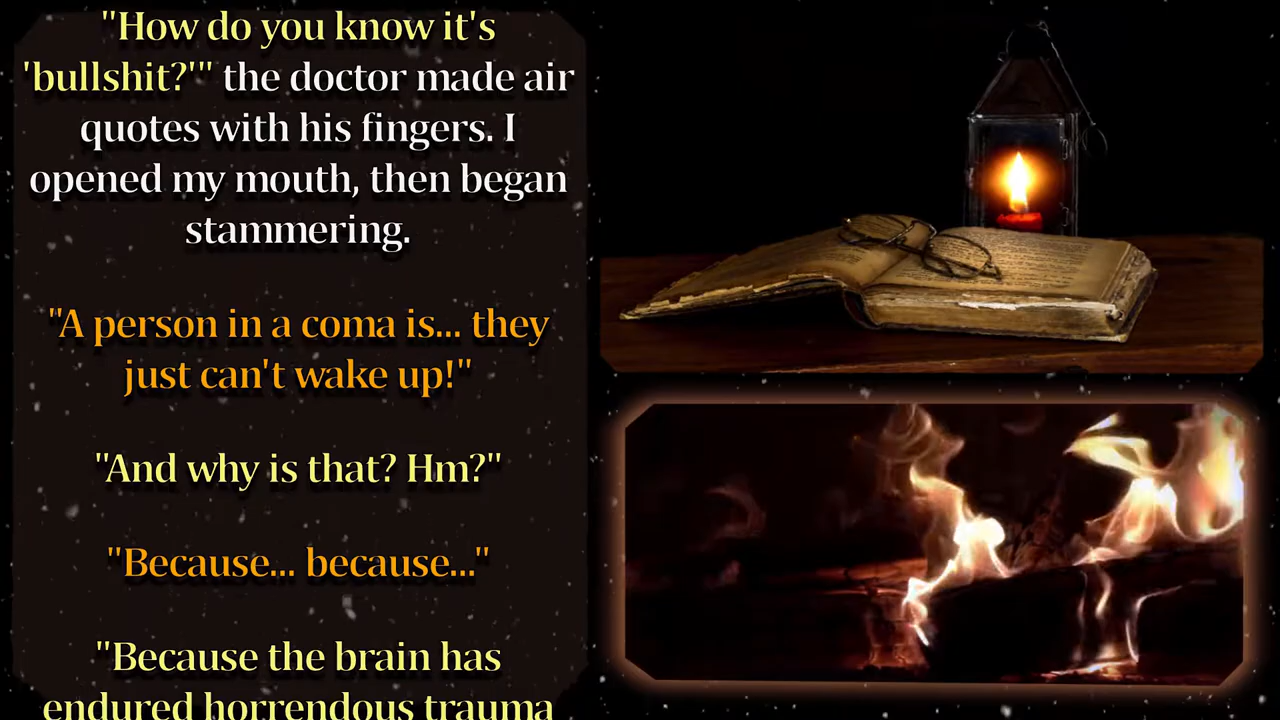 "How do you know it's
'bullshit?'" the doctor made air
quotes with his fingers. I
opened my mouth, then began
stammering.
"A person in a coma is... they
just can't wake up!"
"And why is that? Hm?"
"Because... because..."
"Because the brain has
endured horrendous trauma